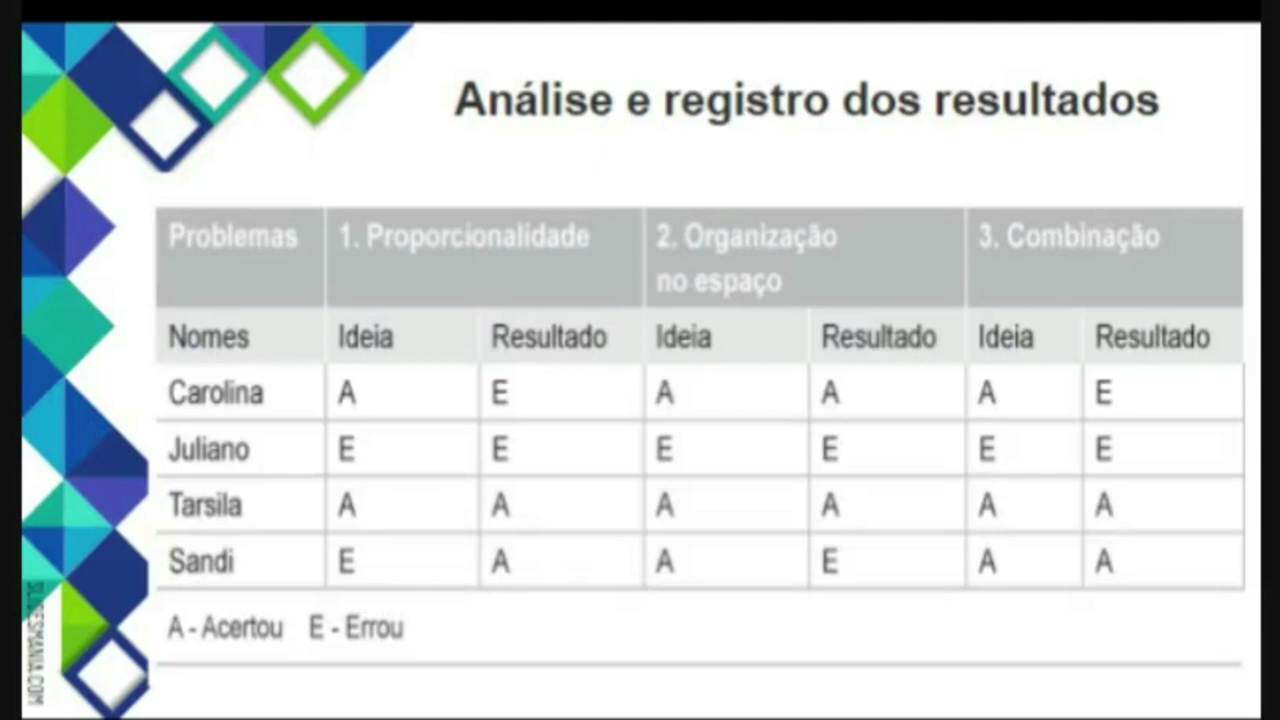 Análise e registro dos resultados
Problemas 1. Proporcionalidade 2. Organização no espaço 3. Combinação
Nomes Ideia Resultado Ideia Resultado Ideia Resultado
Carolina A E A A A E
Juliano E E E E E E
Tarsila A A A A A A
Sandi E A A E A A
A - Acertou E - Errou
SLIDESMANIA.COM